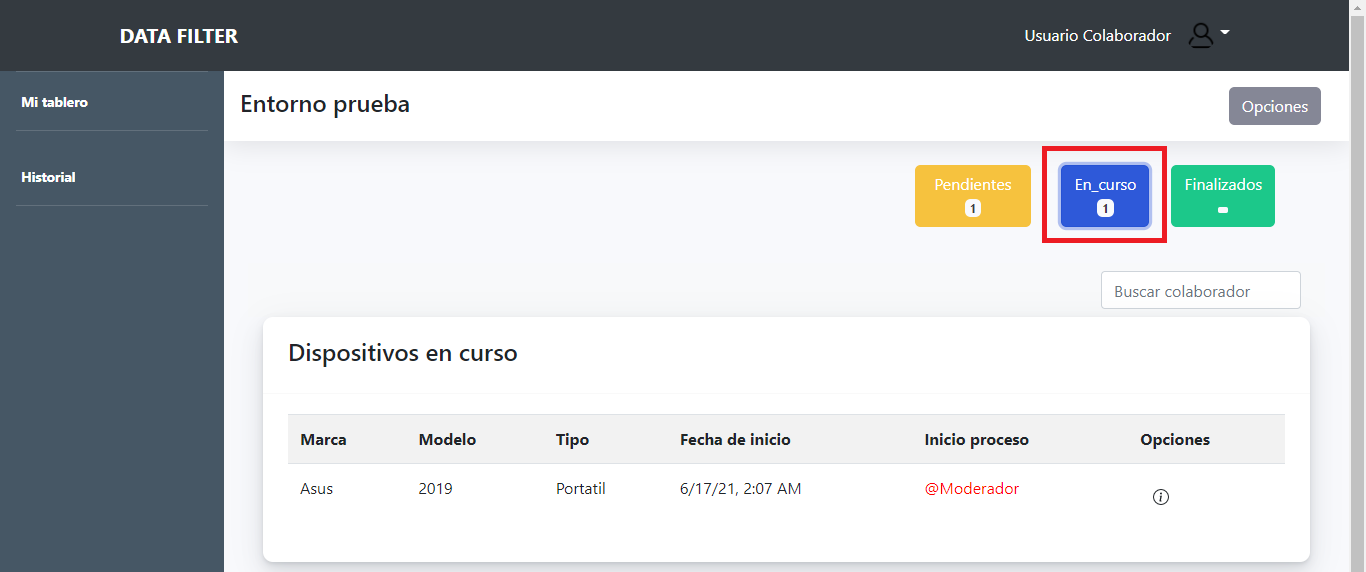 DATA FILTER
Usuario Colaborador
Mi tablero
Historial
Entorno prueba
Opciones
Pendientes
1
En_curso
1
Finalizados
Buscar colaborador
Dispositivos en curso
Marca Modelo Tipo Fecha de inicio Inicio proceso Opciones
Asus 2019 Portatil 6/17/21, 2:07 AM @Moderador